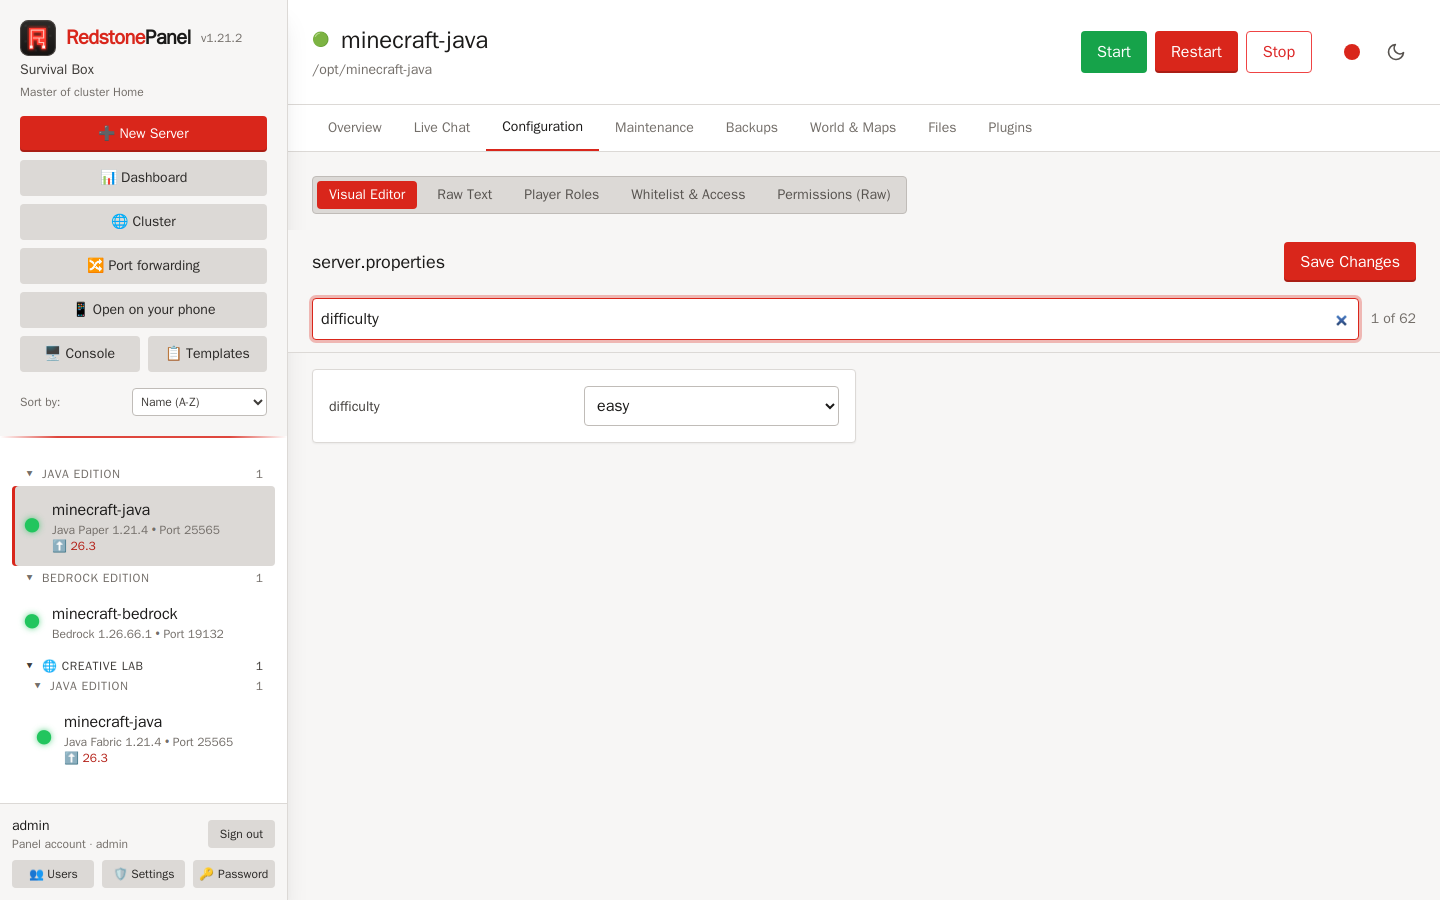 RedstonePanel v1.21.2
Survival Box
Master of cluster Home
➕ New Server
📊 Dashboard
🌐 Cluster
🔀 Port forwarding
📱 Open on your phone
🖥️ Console
📋 Templates
Sort by:
Name (A-Z)
▼ JAVA EDITION 1
minecraft-java
Java Paper 1.21.4 • Port 25565
⬆️ 26.3
▼ BEDROCK EDITION 1
minecraft-bedrock
Bedrock 1.26.66.1 • Port 19132
▼ 🌐 CREATIVE LAB 1
▼ JAVA EDITION 1
minecraft-java
Java Fabric 1.21.4 • Port 25565
⬆️ 26.3
admin
Panel account · admin
Sign out
👥 Users
🛡️ Settings
🔑 Password
minecraft-java
/opt/minecraft-java
Start
Restart
Stop
Overview
Live Chat
Configuration
Maintenance
Backups
World & Maps
Files
Plugins
Visual Editor
Raw Text
Player Roles
Whitelist & Access
Permissions (Raw)
server.properties
Save Changes
difficulty
1 of 62
difficulty
easy